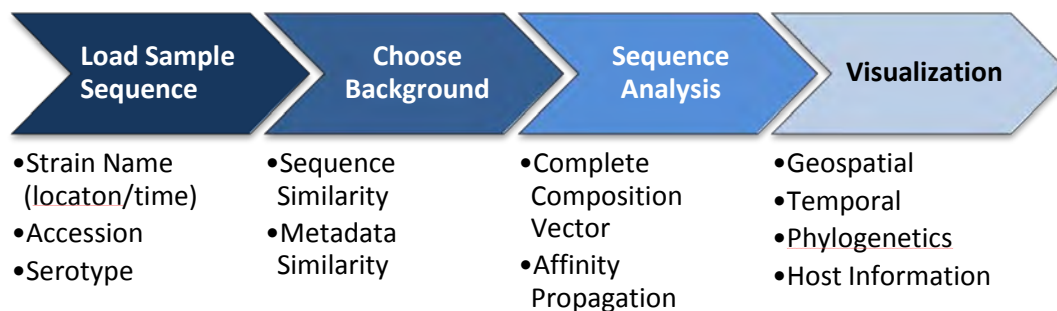 Load Sample
Sequence
Choose
Background
Sequence
Analysis
Visualization
•Strain Name
(locaton/time)
•Accession
•Serotype
•Sequence
Similarity
•Metadata
Similarity
•Complete
Composition
Vector
•Affinity
Propagation
•Geospatial
•Temporal
•Phylogenetics
•Host Information